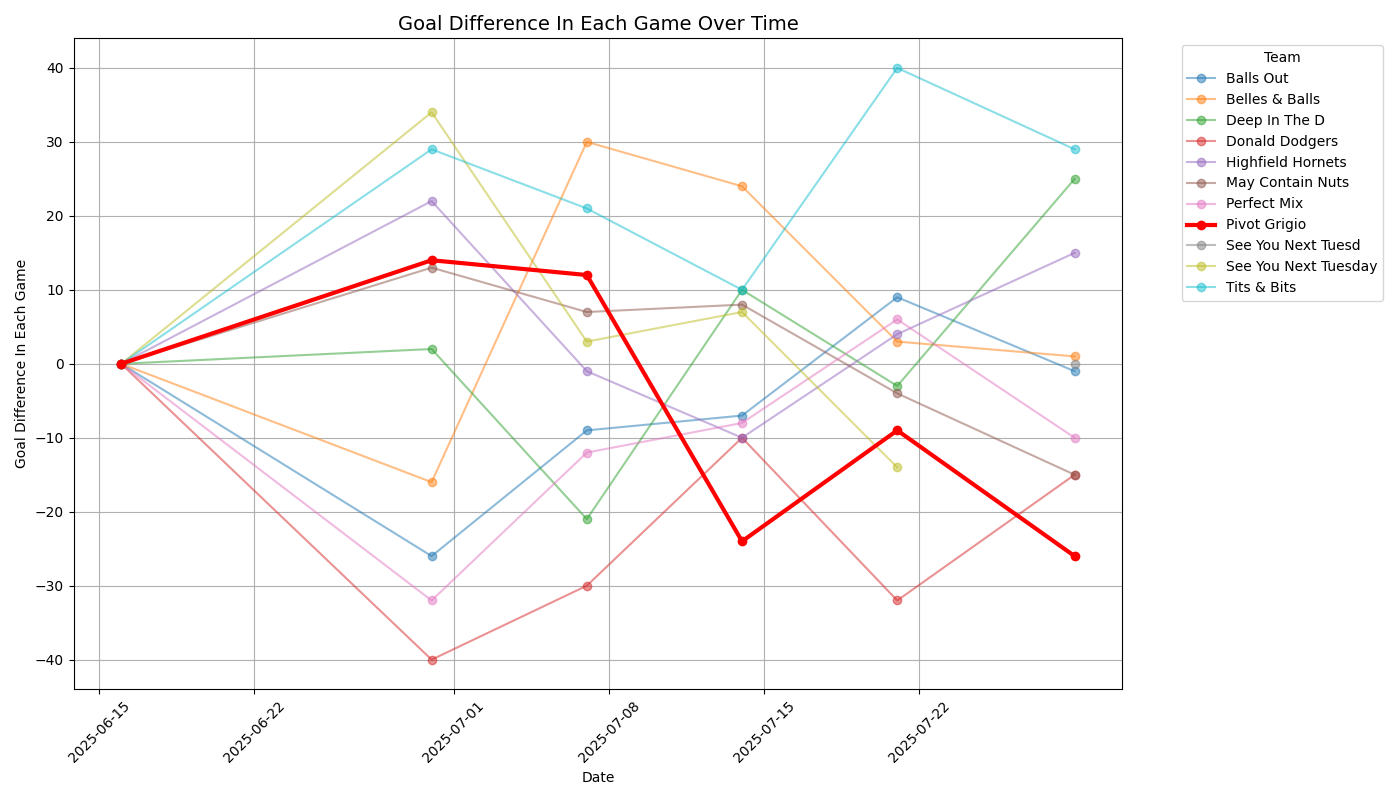 Goal Difference In Each Game Over Time
Goal Difference In Each Game
40
30
20
10
0
−10
−20
−30
−40
2025-06-15
2025-06-22
2025-07-01
2025-07-08
2025-07-15
2025-07-22
Date
Team
Balls Out
Belles & Balls
Deep In The D
Donald Dodgers
Highfield Hornets
May Contain Nuts
Perfect Mix
Pivot Grigio
See You Next Tuesd
See You Next Tuesday
Tits & Bits